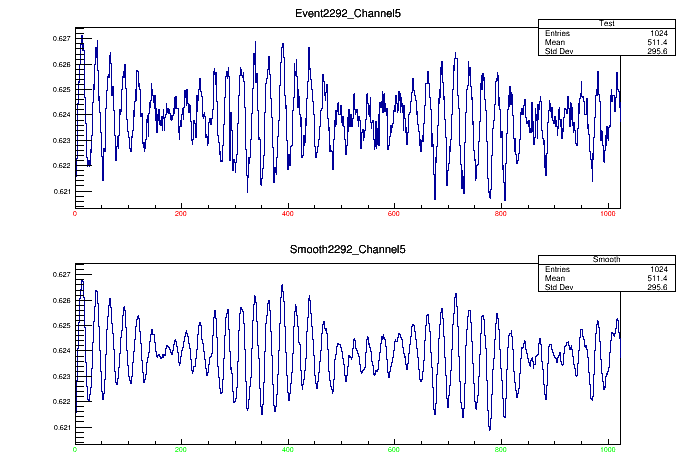 Event2292_Channel5
Test
Entries 1024
Mean 511.4
Std Dev 295.6
0.627
0.626
0.625
0.624
0.623
0.622
0.621
0 200 400 600 800 1000
Smooth2292_Channel5
Smooth
Entries 1024
Mean 511.4
Std Dev 295.6
0.627
0.626
0.625
0.624
0.623
0.622
0.621
0 200 400 600 800 1000